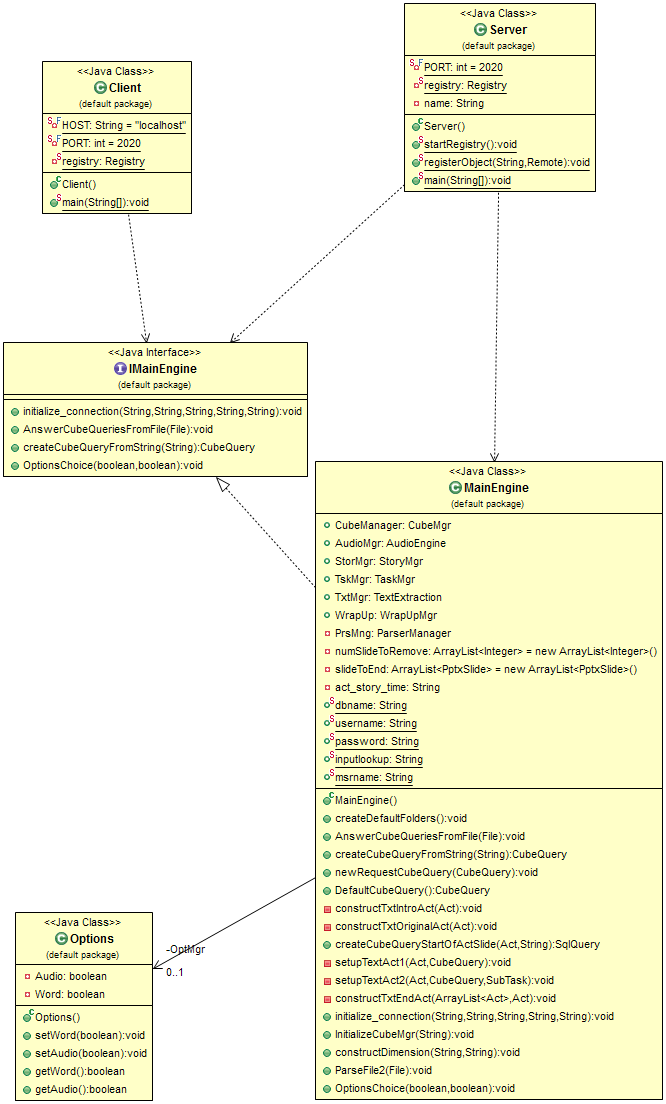 <<Java Class>>
Server
(default package)
PORT: int = 2020
registry: Registry
name: String
Server()
startRegistry():void
registerObject(String,Remote):void
main(String[]):void
<<Java Class>>
Client
(default package)
HOST: String = "localhost"
PORT: int = 2020
registry: Registry
Client()
main(String[]):void
<<Java Interface>>
IMainEngine
(default package)
initialize_connection(String,String,String,String,String):void
AnswerCubeQueriesFromFile(File):void
createCubeQueryFromString(String):CubeQuery
OptionsChoice(boolean,boolean):void
<<Java Class>>
MainEngine
(default package)
CubeManager: CubeMgr
AudioMgr: AudioEngine
StorMgr: StoryMgr
TskMgr: TaskMgr
TxtMgr: TextExtraction
WrapUp: WrapUpMgr
PrsMng: ParserManager
numSlideToRemove: ArrayList<Integer> = new ArrayList<Integer>()
slideToEnd: ArrayList<PptxSlide> = new ArrayList<PptxSlide>()
act_story_time: String
dbname: String
username: String
password: String
inputlookup: String
msrname: String
MainEngine()
createDefaultFolders():void
AnswerCubeQueriesFromFile(File):void
createCubeQueryFromString(String):CubeQuery
newRequestCubeQuery(CubeQuery):void
DefaultCubeQuery():CubeQuery
constructTxtIntroAct(Act):void
constructTxtOriginalAct(Act):void
createCubeQueryStartOfActSlide(Act,String):SqlQuery
setupTextAct1(Act,CubeQuery):void
setupTextAct2(Act,CubeQuery,SubTask):void
constructTxtEndAct(ArrayList<Act>,Act):void
initialize_connection(String,String,String,String,String):void
InitializeCubeMgr(String):void
constructDimension(String,String):void
ParseFile2(File):void
OptionsChoice(boolean,boolean):void
-OptMgr
0..1
<<Java Class>>
Options
(default package)
Audio: boolean
Word: boolean
Options()
setWord(boolean):void
setAudio(boolean):void
getWord():boolean
getAudio():boolean